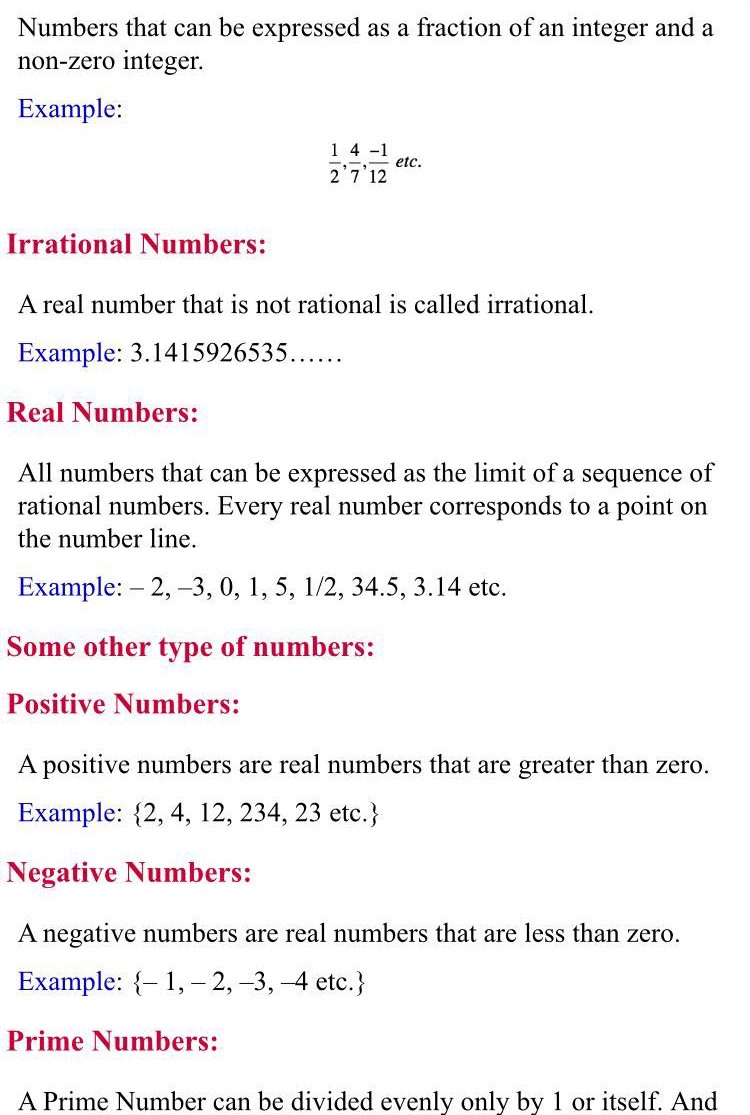 Numbers that can be expressed as a fraction of an integer and a
non-zero integer.
Example:
1/2, 4/7, –1/12 etc.
Irrational Numbers:
A real number that is not rational is called irrational.
Example: 3.1415926535……
Real Numbers:
All numbers that can be expressed as the limit of a sequence of
rational numbers. Every real number corresponds to a point on
the number line.
Example: – 2, –3, 0, 1, 5, 1/2, 34.5, 3.14 etc.
Some other type of numbers:
Positive Numbers:
A positive numbers are real numbers that are greater than zero.
Example: {2, 4, 12, 234, 23 etc.}
Negative Numbers:
A negative numbers are real numbers that are less than zero.
Example: {– 1, – 2, –3, –4 etc.}
Prime Numbers:
A Prime Number can be divided evenly only by 1 or itself. And